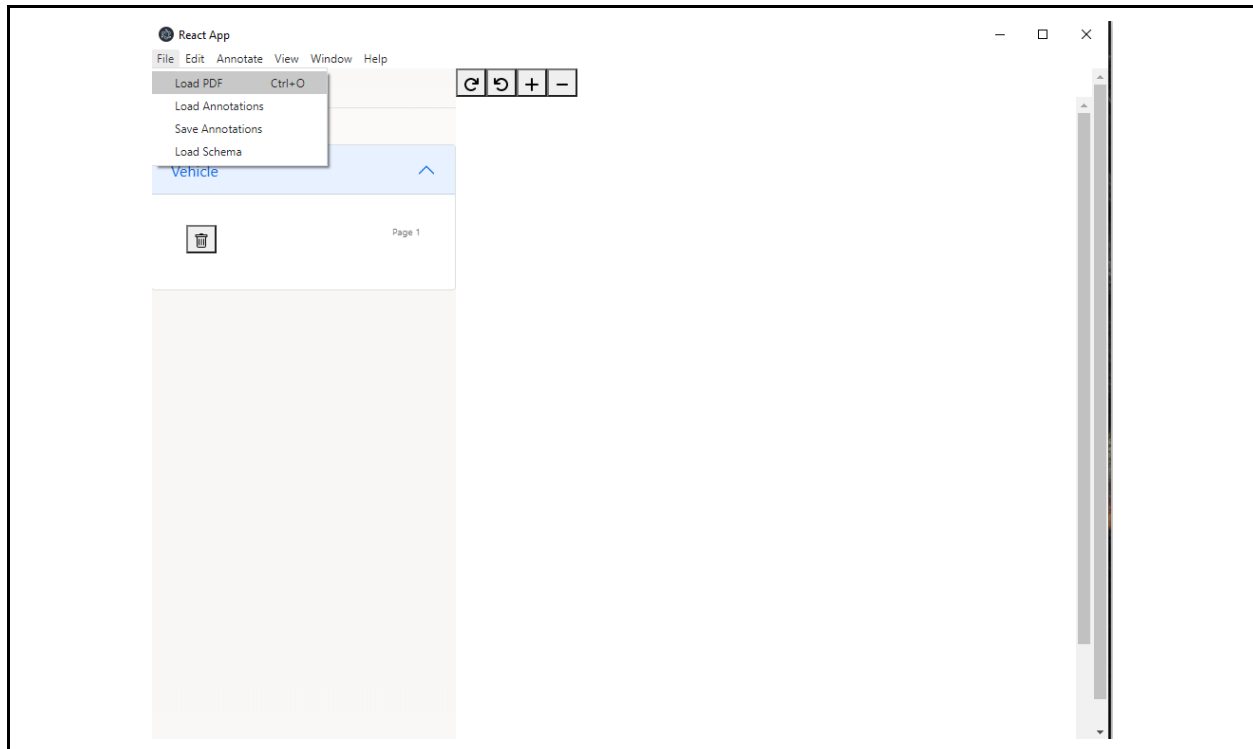 React App
File Edit Annotate View Window Help
Load PDF Ctrl+O
Load Annotations
Save Annotations
Load Schema
Vehicle
Page 1